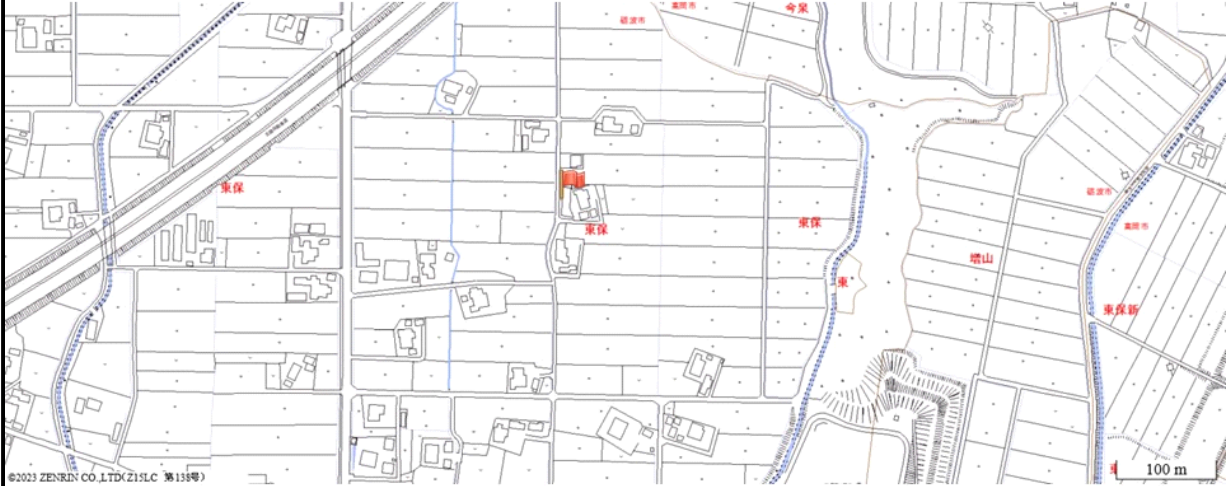 今泉
高岡市
砺波市
東保
砺波市
高岡市
東保
東保
増山
東
東保新
©2023 ZENRIN CO.,LTD(Z15LC 第138号)
100 m